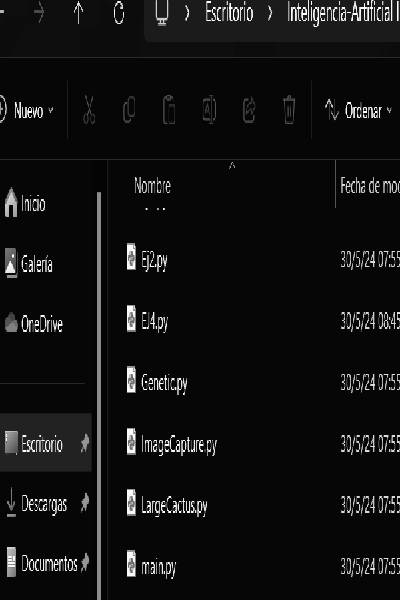 Escritorio > Inteligencia-Artificial I
Nuevo Ordenar
Nombre Fecha de mod
Inicio
Galería
OneDrive
Escritorio
Descargas
Documentos
Ej2.py 30/5/24 07:55
EJ4.py 30/5/24 08:45
Genetic.py 30/5/24 07:55
ImageCapture.py 30/5/24 07:55
LargeCactus.py 30/5/24 07:55
main.py 30/5/24 07:55